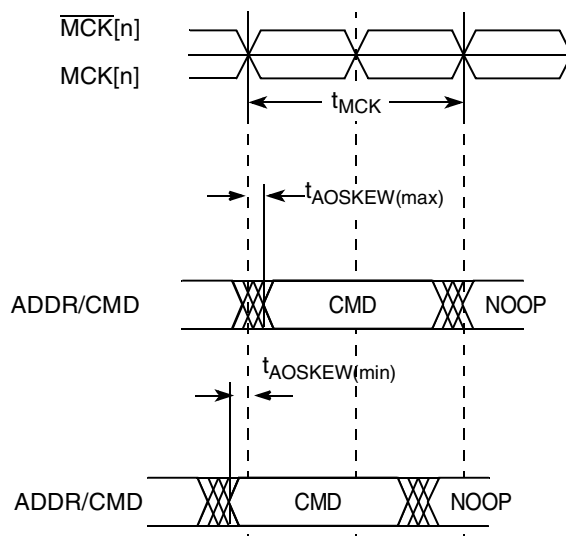 MCK[n]
MCK[n]
tMCK
tAOSKEW(max)
ADDR/CMD CMD NOOP
tAOSKEW(min)
ADDR/CMD CMD NOOP